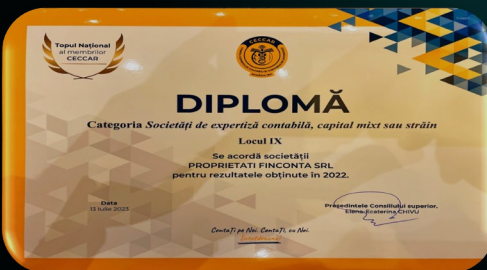 Topul Național
al membrilor
CECCAR
CECCAR
DIPLOMĂ
Categoria Societăți de expertiză contabilă, capital mixt sau străin
Locul IX
Se acordă societății
PROPRIETATI FINCONTA SRL
pentru rezultatele obținute în 2022.
Data
13 iulie 2023
Președintele Consiliului superior,
Elena Ecaterina CHIVU
Contați pe Noi. Contați, cu Noi.